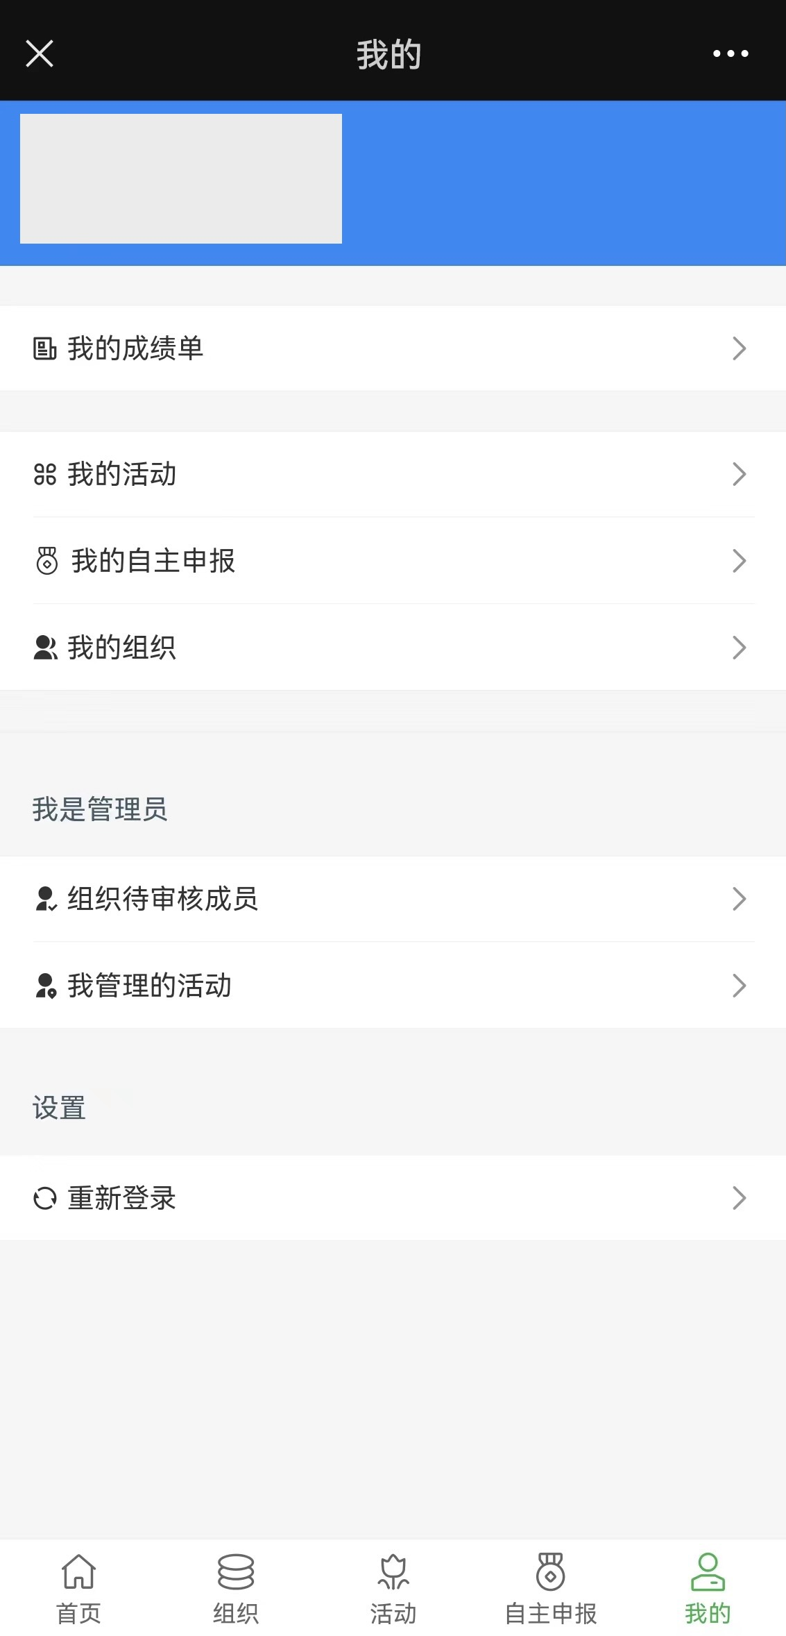 我的
我的成绩单
我的活动
我的自主申报
我的组织
我是管理员
组织待审核成员
我管理的活动
设置
重新登录
首页 组织 活动 自主申报 我的